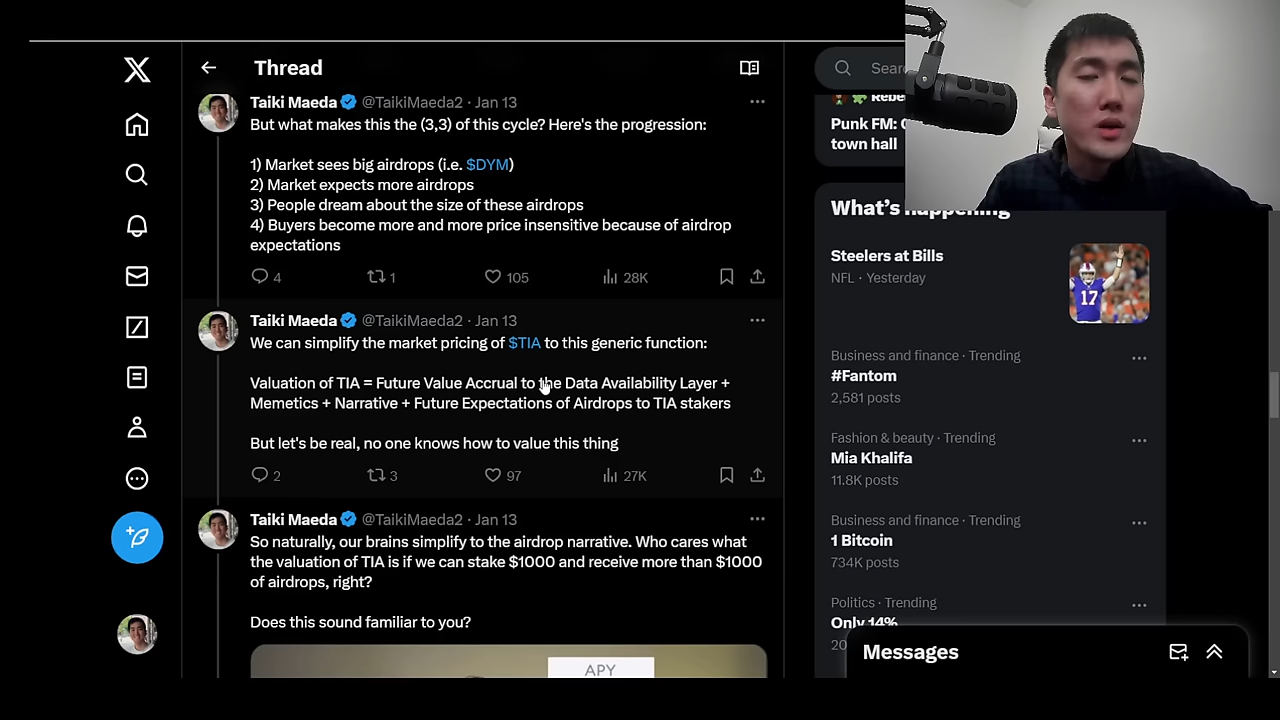 Thread
Sear
Taiki Maeda @TaikiMaeda2 · Jan 13
But what makes this the (3,3) of this cycle? Here's the progression:
1) Market sees big airdrops (i.e. $DYM)
2) Market expects more airdrops
3) People dream about the size of these airdrops
4) Buyers become more and more price insensitive because of airdrop
expectations
4
1
105
28K
Taiki Maeda @TaikiMaeda2 · Jan 13
We can simplify the market pricing of $TIA to this generic function:
Valuation of TIA = Future Value Accrual to the Data Availability Layer +
Memetics + Narrative + Future Expectations of Airdrops to TIA stakers
But let's be real, no one knows how to value this thing
2
3
97
27K
Taiki Maeda @TaikiMaeda2 · Jan 13
So naturally, our brains simplify to the airdrop narrative. Who cares what
the valuation of TIA is if we can stake $1000 and receive more than $1000
of airdrops, right?
Does this sound familiar to you?
APY
Punk FM:
town hall
What's happening
Steelers at Bills
NFL · Yesterday
17
Business and finance · Trending
#Fantom
2,581 posts
Fashion & beauty · Trending
Mia Khalifa
11.8K posts
Business and finance · Trending
1 Bitcoin
734K posts
Politics · Trending
Only 14%
20
Messages